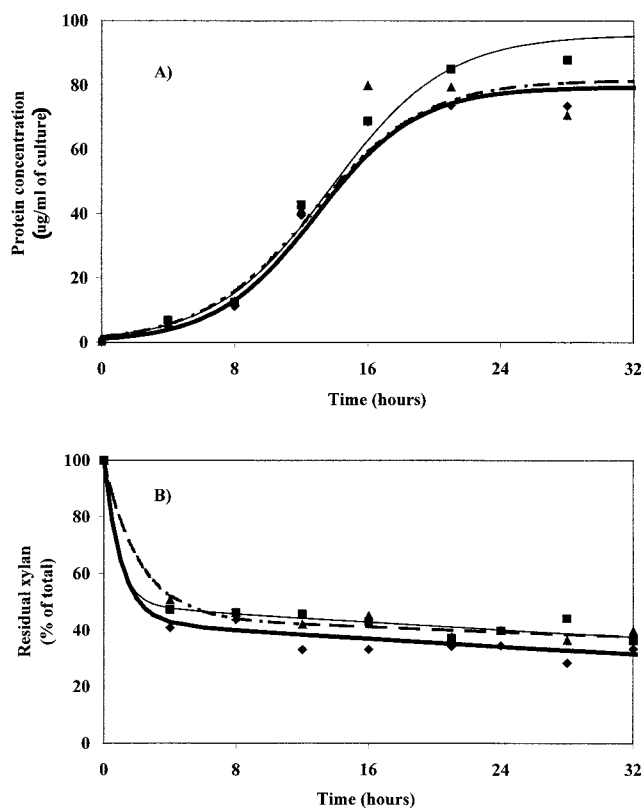 100
A)
80
60
40
20
0
Protein concentration
(ug/ml of culture)
0 8 16 24 32
Time (hours)
100
B)
80
60
40
20
0
Residual xylan
(% of total)
0 8 16 24 32
Time (hours)